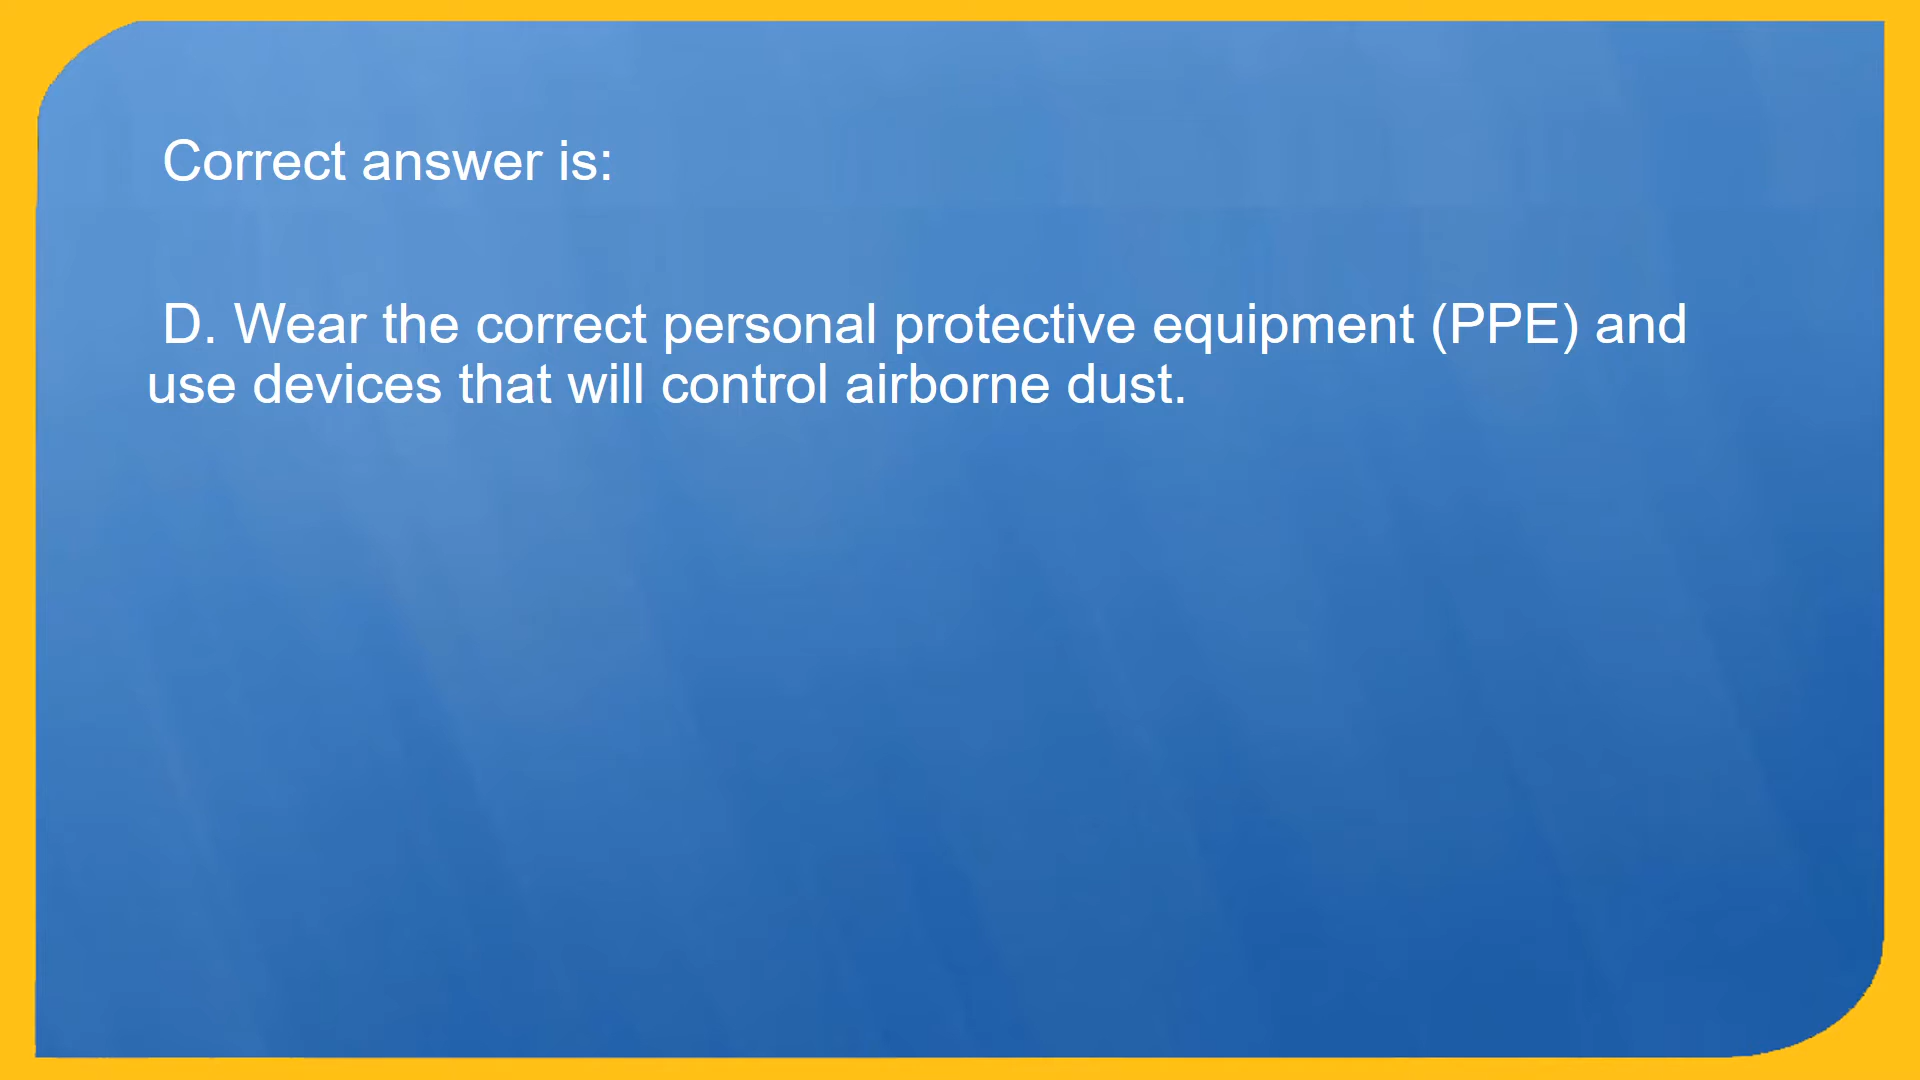 Correct answer is:
D. Wear the correct personal protective equipment (PPE) and
use devices that will control airborne dust.